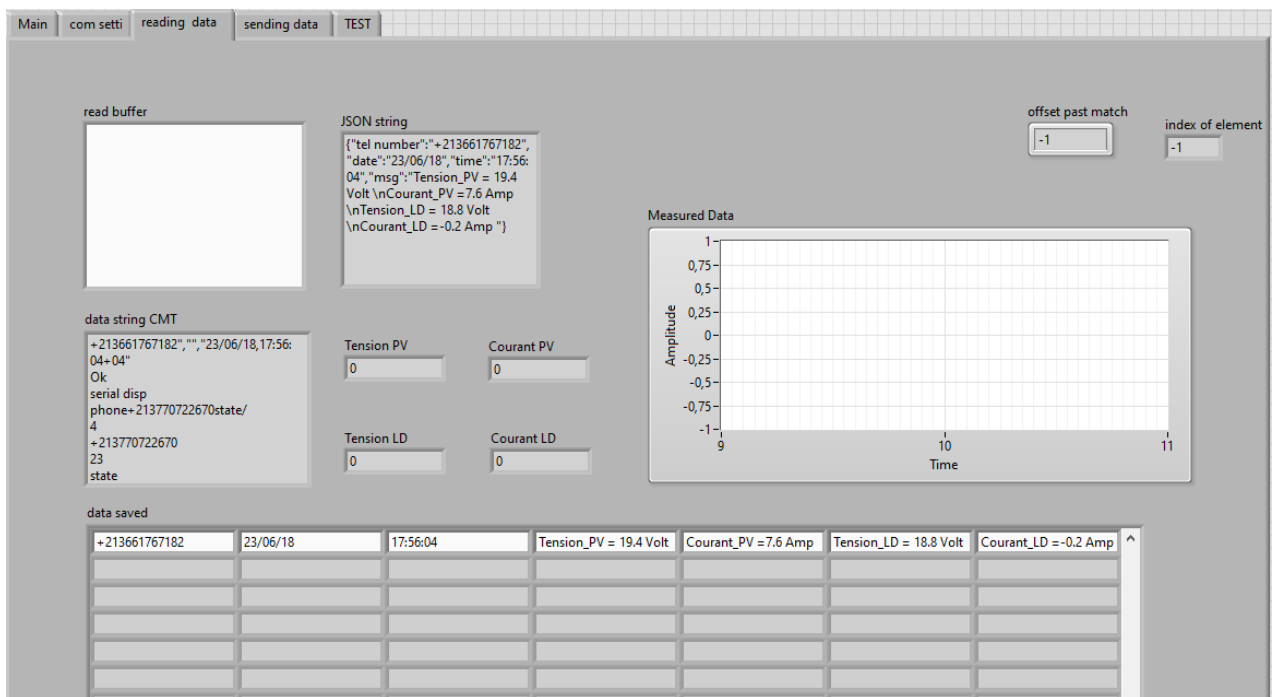 Main com setti reading data sending data TEST
read buffer
JSON string
{"tel number":"+213661767182",
"date":"23/06/18","time":"17:56:
04","msg":"Tension_PV = 19.4
Volt \nCourant_PV =7.6 Amp
\nTension_LD = 18.8 Volt
\nCourant_LD =-0.2 Amp "}
offset past match
-1
index of element
-1
data string CMT
+213661767182","","23/06/18,17:56:
04+04"
Ok
serial disp
phone+213770722670state/
4
+213770722670
23
state
Tension PV
0
Courant PV
0
Tension LD
0
Courant LD
0
Measured Data
Amplitude
1
0,75
0,5
0,25
0
-0,25
-0,5
-0,75
-1
9 10 11
Time
data saved
+213661767182 23/06/18 17:56:04 Tension_PV = 19.4 Volt Courant_PV =7.6 Amp Tension_LD = 18.8 Volt Courant_LD =-0.2 Amp